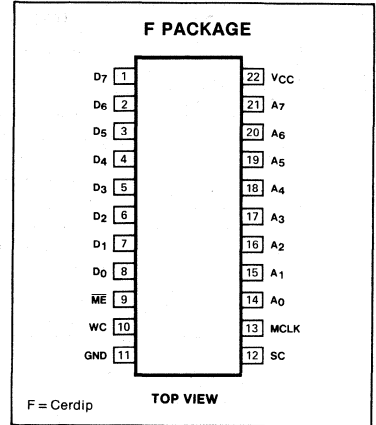 F PACKAGE
D7 1 22 VCC
D6 2 21 A7
D5 3 20 A6
D4 4 19 A5
D3 5 18 A4
D2 6 17 A3
D1 7 16 A2
D0 8 15 A1
M̅E̅ 9 14 A0
WC 10 13 MCLK
GND 11 12 SC
TOP VIEW
F = Cerdip